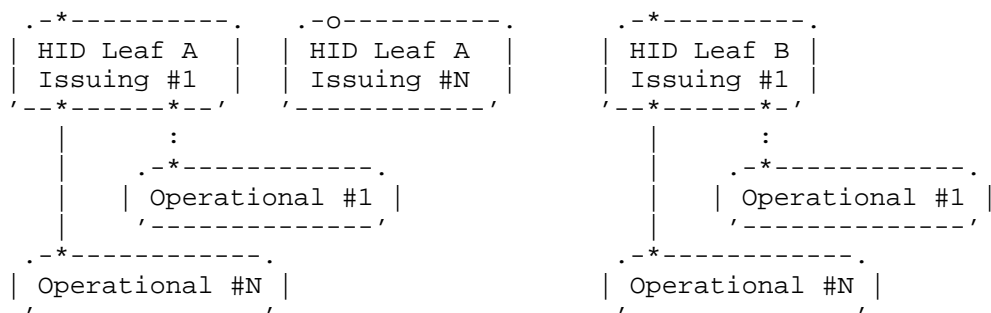 HID Leaf A HID Leaf A HID Leaf B
Issuing #1 Issuing #N Issuing #1
Operational #1 Operational #1
Operational #N Operational #N